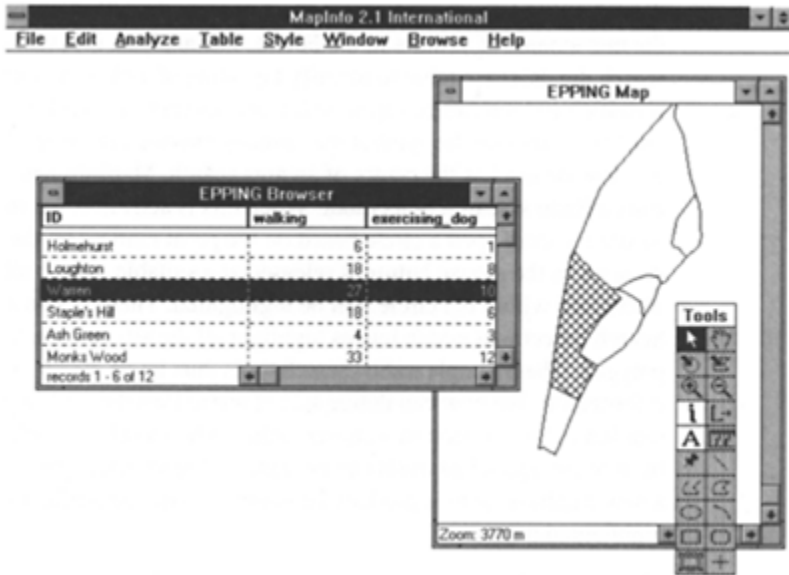 MapInfo 2.1 International
File Edit Analyze Table Style Window Browse Help
EPPING Map
EPPING Browser
ID walking exercising_dog
Holmehurst 6 1
Loughton 18 8
Warren 27 10
Staple's Hill 18 6
Ash Green 4 3
Monks Wood 33 12
records 1 - 6 of 12
Tools
A
Zoom: 3770 m